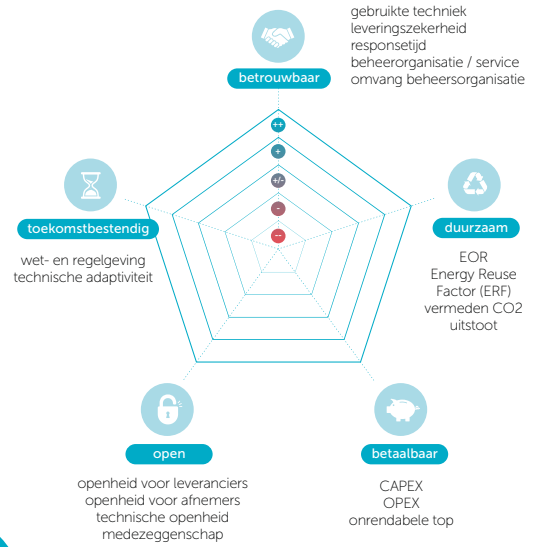 gebruikte techniek
leveringszekerheid
responsetijd
beheerorganisatie / service
omvang beheersorganisatie
betrouwbaar
++
+
+/-
-
--
toekomstbestendig
wet- en regelgeving
technische adaptiviteit
duurzaam
EOR
Energy Reuse
Factor (ERF)
vermeden CO2
uitstoot
open
openheid voor leveranciers
openheid voor afnemers
technische openheid
medezeggenschap
betaalbaar
CAPEX
OPEX
onrendabele top